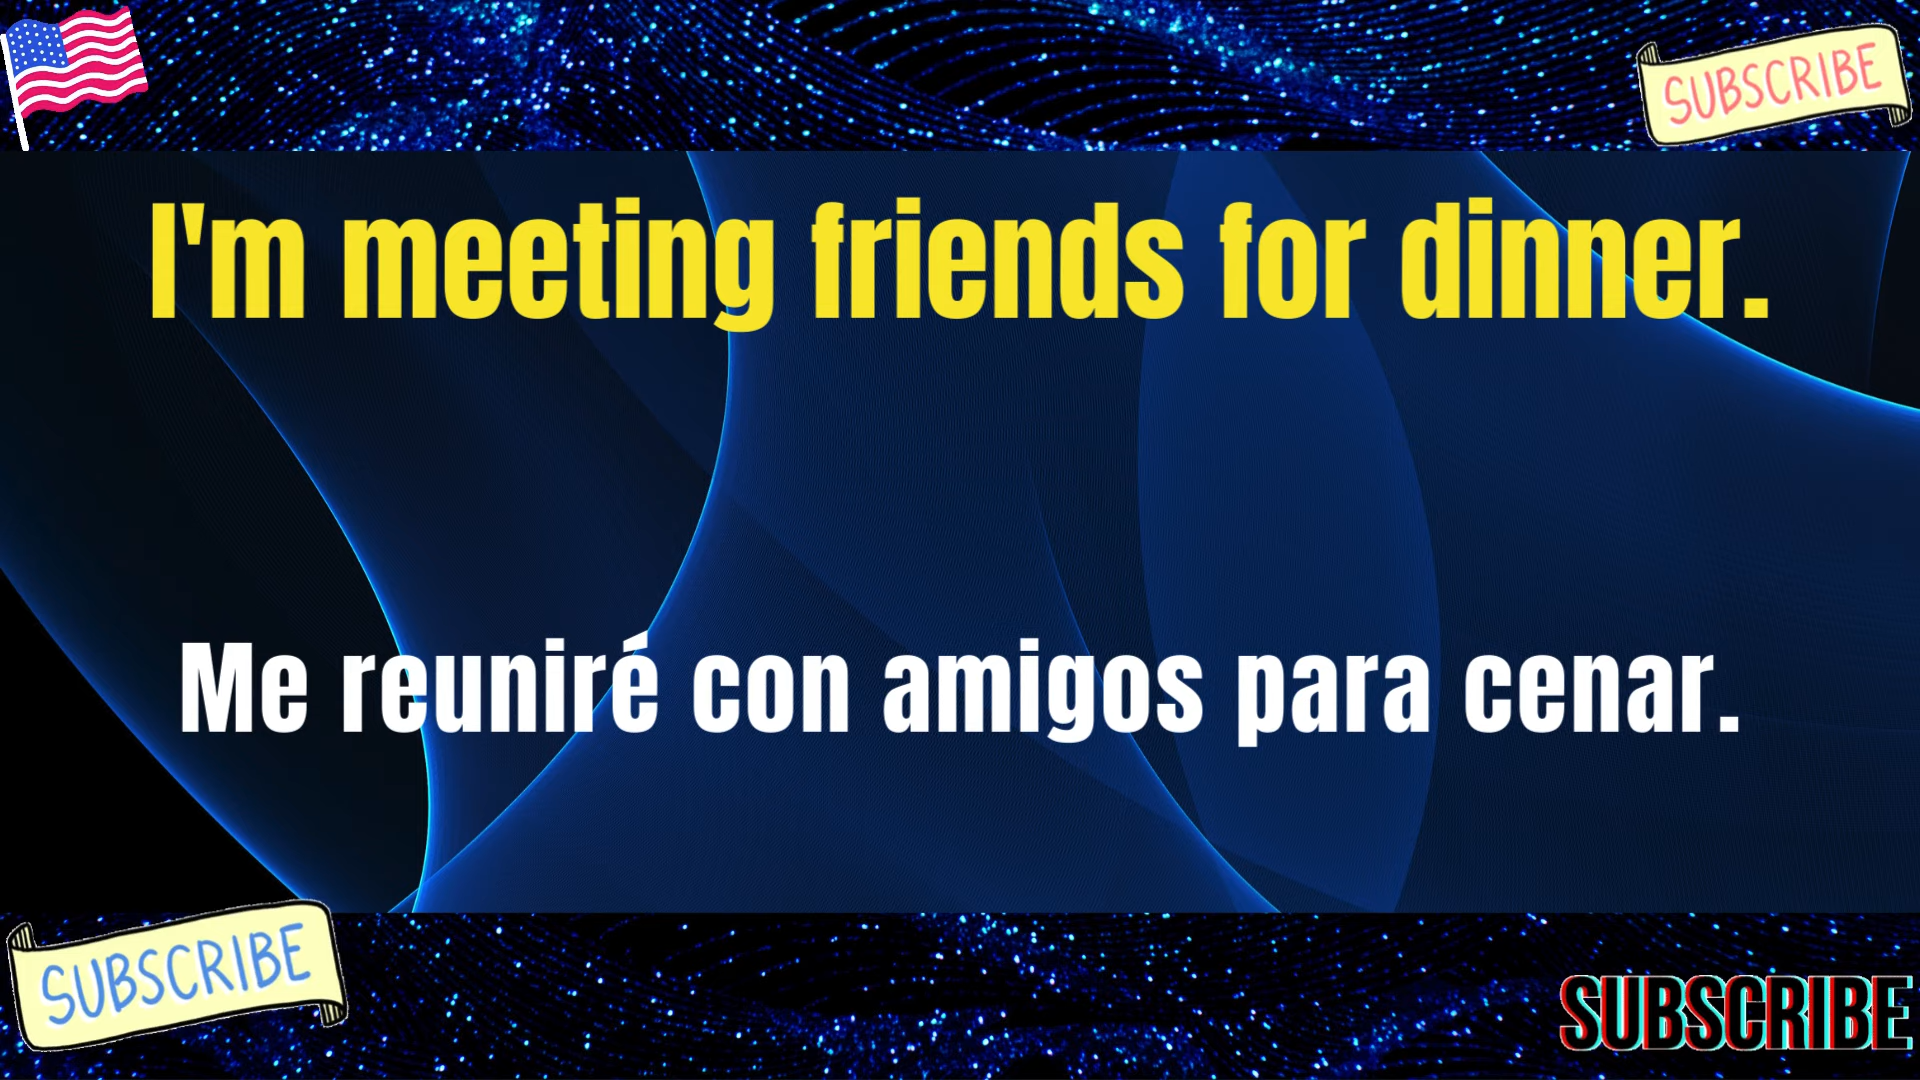 SUBSCRIBE
I'm meeting friends for dinner.
Me reuniré con amigos para cenar.
SUBSCRIBE
SUBSCRIBE